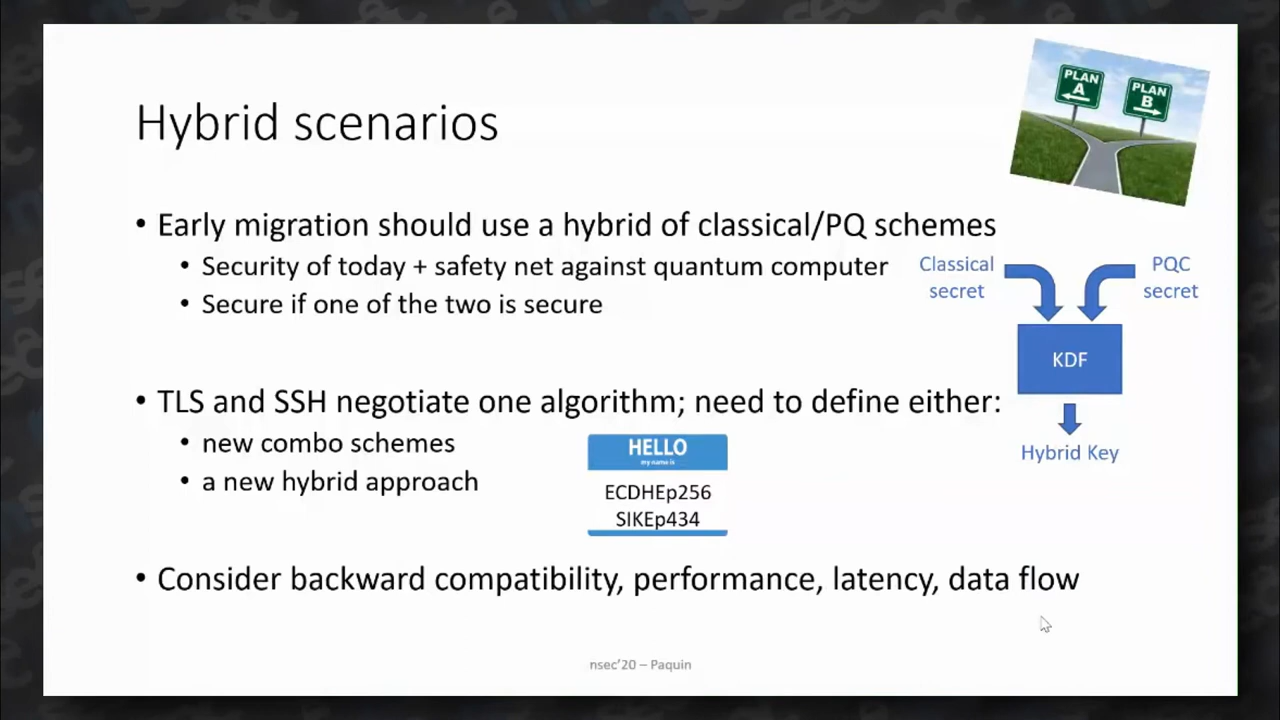 PLAN
A
PLAN
B
Hybrid scenarios
• Early migration should use a hybrid of classical/PQ schemes
• Security of today + safety net against quantum computer
• Secure if one of the two is secure
Classical
secret
PQC
secret
KDF
Hybrid Key
• TLS and SSH negotiate one algorithm; need to define either:
• new combo schemes
• a new hybrid approach
HELLO
my name is
ECDHEp256
SIKEp434
• Consider backward compatibility, performance, latency, data flow
nsec'20 – Paquin